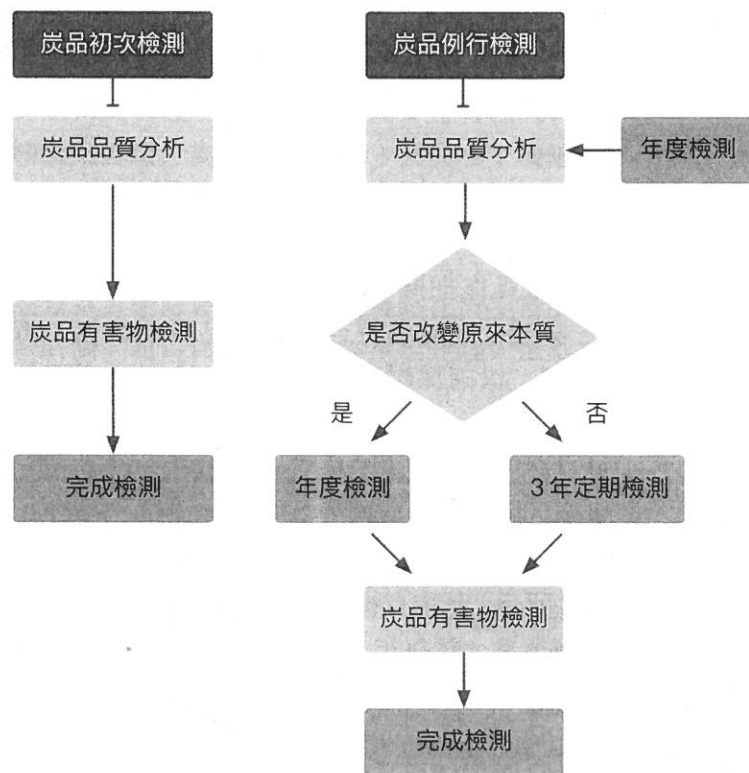 炭品初次檢測
炭品品質分析
炭品有害物檢測
完成檢測
炭品例行檢測
炭品品質分析
年度檢測
是否改變原來本質
是
否
年度檢測
3年定期檢測
炭品有害物檢測
完成檢測